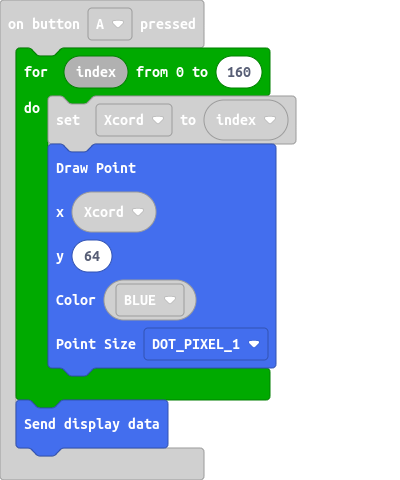 on button A pressed
for index from 0 to 160
do
set Xcord to index
Draw Point
x Xcord
y 64
Color BLUE
Point Size DOT_PIXEL_1
Send display data